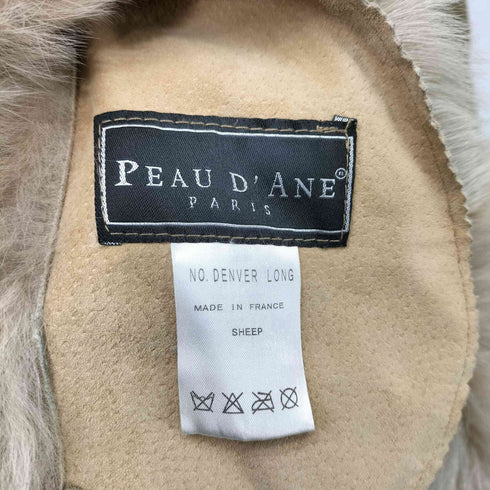 PEAU D'ANE®
PARIS
NO. DENVER LONG
MADE IN FRANCE
SHEEP